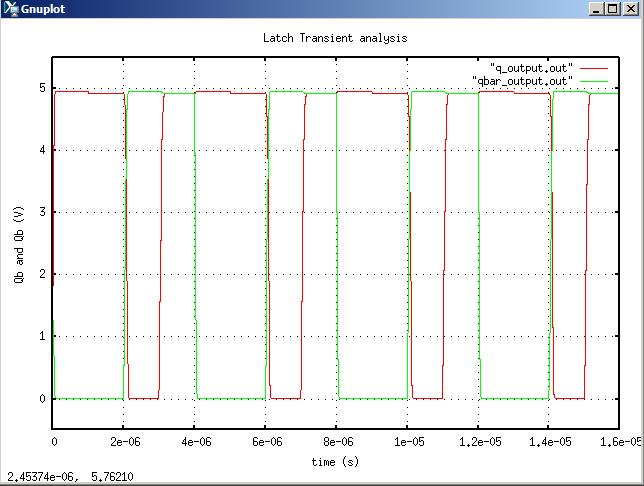 Gnuplot
Latch Transient analysis
"q_output.out"
"qbar_output.out"
5
4
3
2
1
0
Qb and Qb (V)
0 2e-06 4e-06 6e-06 8e-06 1e-05 1.2e-05 1.4e-05 1.6e-05
time (s)
2.45374e-06, 5.76210